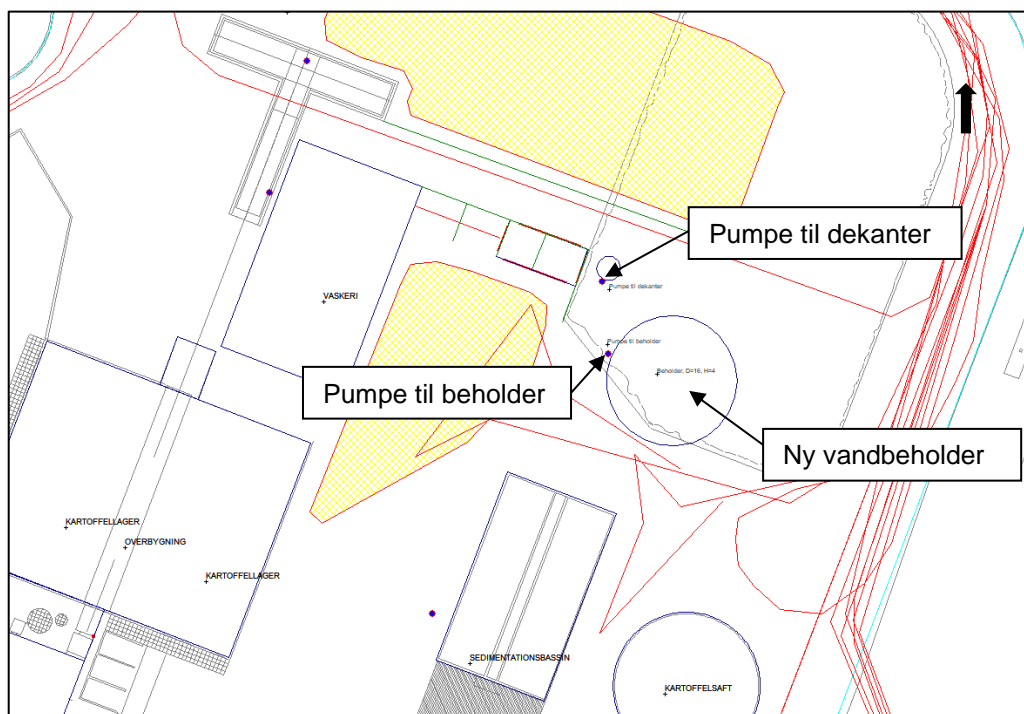 Pumpe til dekanter
Pumpe til dekanter
VASKERI
Pumpe til beholder
Beholder, D=16, H=4
Pumpe til beholder
Ny vandbeholder
KARTOFFELLAGER
OVERBYGNING
KARTOFFELLAGER
SEDIMENTATIONSBASSIN
KARTOFFELSAFT